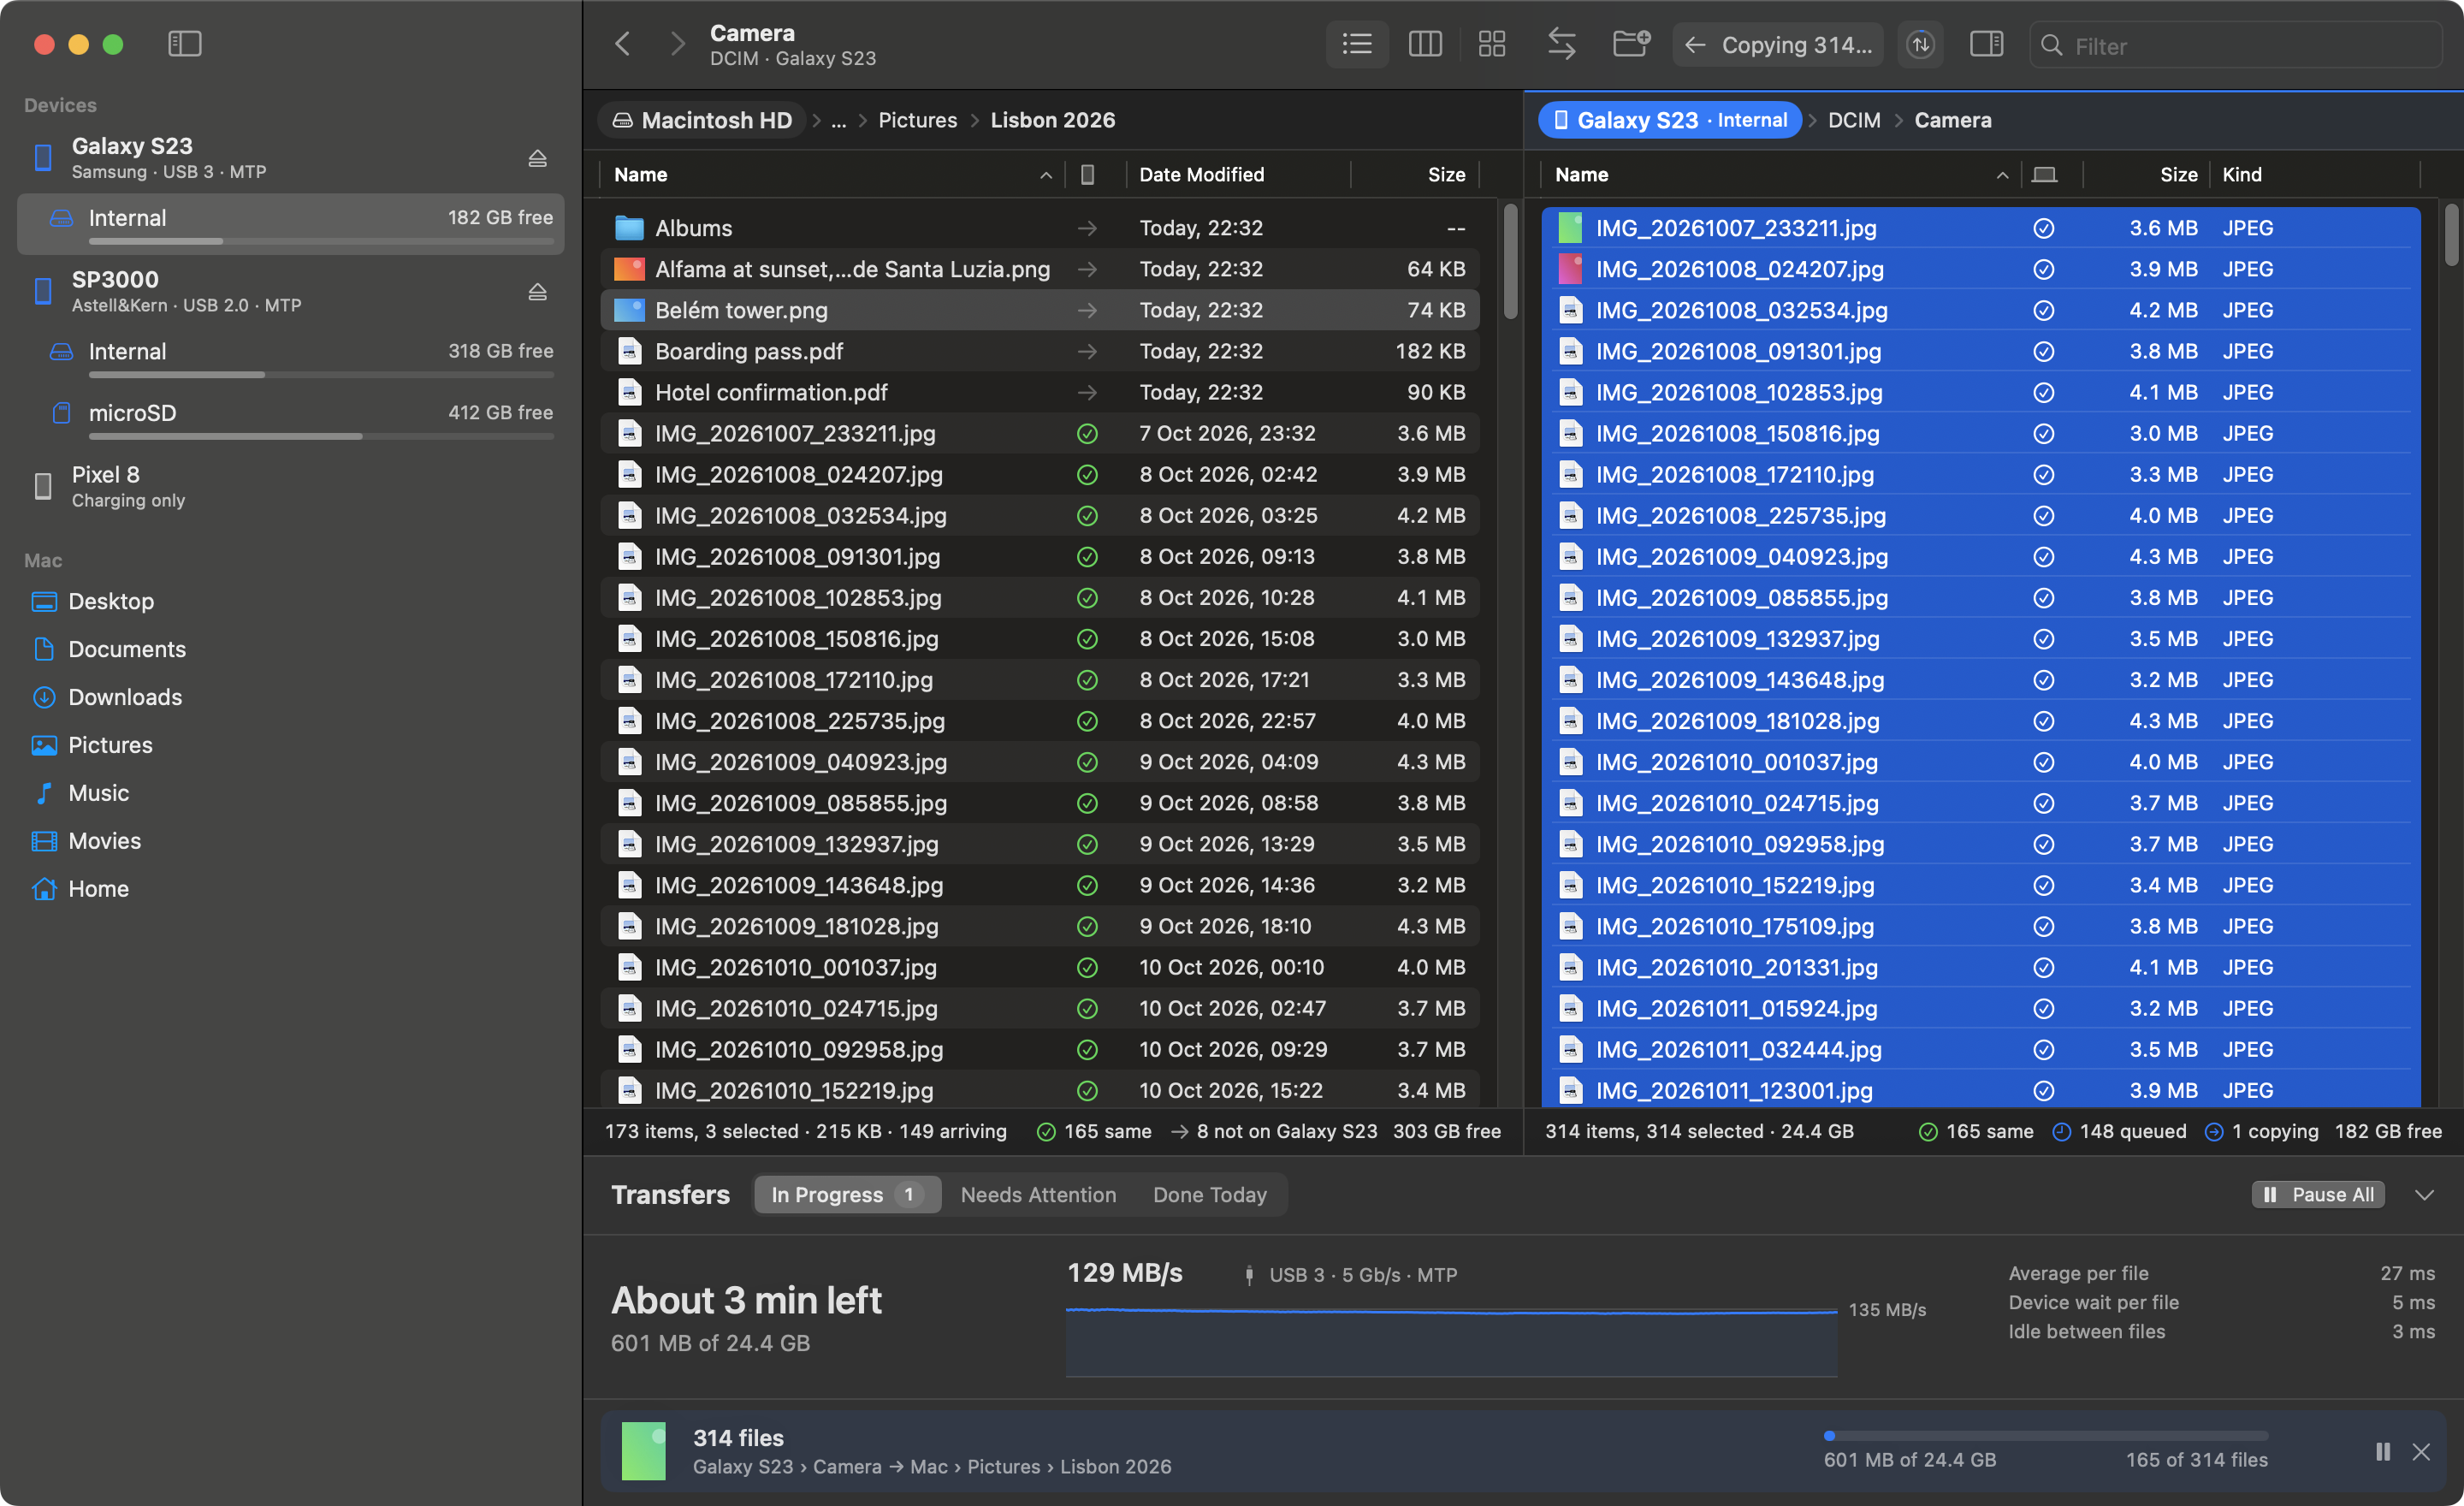 Camera
DCIM · Galaxy S23
Copying 314...
Filter
Devices
Galaxy S23
Samsung · USB 3 · MTP
Internal 182 GB free
SP3000
Astell&Kern · USB 2.0 · MTP
Internal 318 GB free
microSD 412 GB free
Pixel 8
Charging only
Mac
Desktop
Documents
Downloads
Pictures
Music
Movies
Home
Macintosh HD › ... › Pictures › Lisbon 2026
Name Date Modified Size
Albums → Today, 22:32 --
Alfama at sunset,...de Santa Luzia.png → Today, 22:32 64 KB
Belém tower.png → Today, 22:32 74 KB
Boarding pass.pdf → Today, 22:32 182 KB
Hotel confirmation.pdf → Today, 22:32 90 KB
IMG_20261007_233211.jpg 7 Oct 2026, 23:32 3.6 MB
IMG_20261008_024207.jpg 8 Oct 2026, 02:42 3.9 MB
IMG_20261008_032534.jpg 8 Oct 2026, 03:25 4.2 MB
IMG_20261008_091301.jpg 8 Oct 2026, 09:13 3.8 MB
IMG_20261008_102853.jpg 8 Oct 2026, 10:28 4.1 MB
IMG_20261008_150816.jpg 8 Oct 2026, 15:08 3.0 MB
IMG_20261008_172110.jpg 8 Oct 2026, 17:21 3.3 MB
IMG_20261008_225735.jpg 8 Oct 2026, 22:57 4.0 MB
IMG_20261009_040923.jpg 9 Oct 2026, 04:09 4.3 MB
IMG_20261009_085855.jpg 9 Oct 2026, 08:58 3.8 MB
IMG_20261009_132937.jpg 9 Oct 2026, 13:29 3.5 MB
IMG_20261009_143648.jpg 9 Oct 2026, 14:36 3.2 MB
IMG_20261009_181028.jpg 9 Oct 2026, 18:10 4.3 MB
IMG_20261010_001037.jpg 10 Oct 2026, 00:10 4.0 MB
IMG_20261010_024715.jpg 10 Oct 2026, 02:47 3.7 MB
IMG_20261010_092958.jpg 10 Oct 2026, 09:29 3.7 MB
IMG_20261010_152219.jpg 10 Oct 2026, 15:22 3.4 MB
173 items, 3 selected · 215 KB · 149 arriving 165 same → 8 not on Galaxy S23 303 GB free
Galaxy S23 · Internal › DCIM › Camera
Name Size Kind
IMG_20261007_233211.jpg 3.6 MB JPEG
IMG_20261008_024207.jpg 3.9 MB JPEG
IMG_20261008_032534.jpg 4.2 MB JPEG
IMG_20261008_091301.jpg 3.8 MB JPEG
IMG_20261008_102853.jpg 4.1 MB JPEG
IMG_20261008_150816.jpg 3.0 MB JPEG
IMG_20261008_172110.jpg 3.3 MB JPEG
IMG_20261008_225735.jpg 4.0 MB JPEG
IMG_20261009_040923.jpg 4.3 MB JPEG
IMG_20261009_085855.jpg 3.8 MB JPEG
IMG_20261009_132937.jpg 3.5 MB JPEG
IMG_20261009_143648.jpg 3.2 MB JPEG
IMG_20261009_181028.jpg 4.3 MB JPEG
IMG_20261010_001037.jpg 4.0 MB JPEG
IMG_20261010_024715.jpg 3.7 MB JPEG
IMG_20261010_092958.jpg 3.7 MB JPEG
IMG_20261010_152219.jpg 3.4 MB JPEG
IMG_20261010_175109.jpg 3.8 MB JPEG
IMG_20261010_201331.jpg 4.1 MB JPEG
IMG_20261011_015924.jpg 3.2 MB JPEG
IMG_20261011_032444.jpg 3.5 MB JPEG
IMG_20261011_123001.jpg 3.9 MB JPEG
314 items, 314 selected · 24.4 GB 165 same 148 queued 1 copying 182 GB free
Transfers In Progress 1 Needs Attention Done Today Pause All
About 3 min left
601 MB of 24.4 GB
129 MB/s USB 3 · 5 Gb/s · MTP
135 MB/s
Average per file 27 ms
Device wait per file 5 ms
Idle between files 3 ms
314 files
Galaxy S23 › Camera → Mac › Pictures › Lisbon 2026
601 MB of 24.4 GB 165 of 314 files